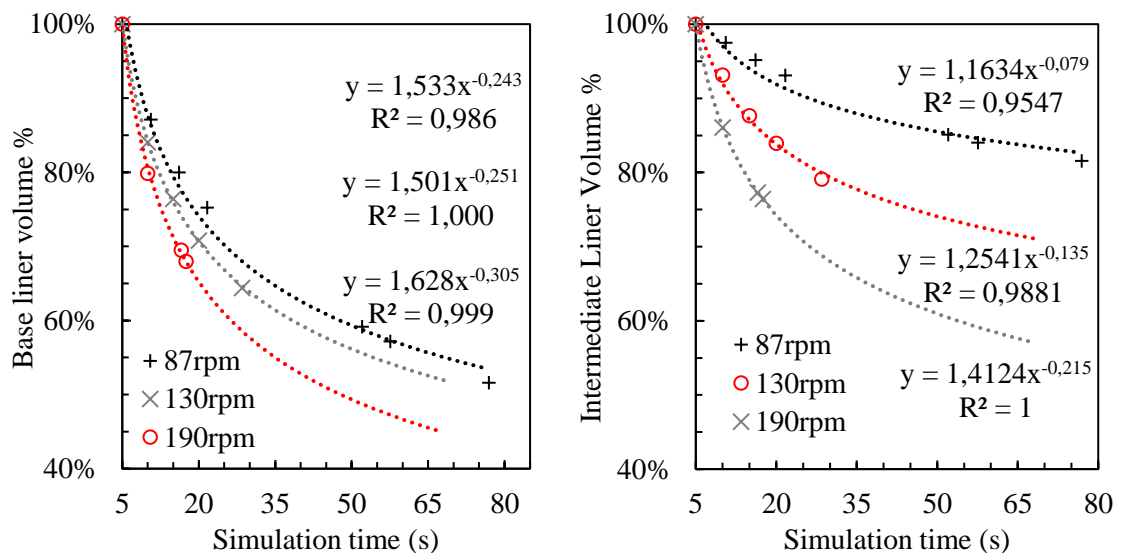 100%
80%
60%
40%
Base liner volume %
y = 1,533x^-0,243
R² = 0,986
y = 1,501x^-0,251
R² = 1,000
y = 1,628x^-0,305
R² = 0,999
87rpm
130rpm
190rpm
5 20 35 50 65 80
Simulation time (s)
100%
80%
60%
40%
Intermediate Liner Volume %
y = 1,1634x^-0,079
R² = 0,9547
y = 1,2541x^-0,135
R² = 0,9881
y = 1,4124x^-0,215
R² = 1
87rpm
130rpm
190rpm
5 20 35 50 65 80
Simulation time (s)